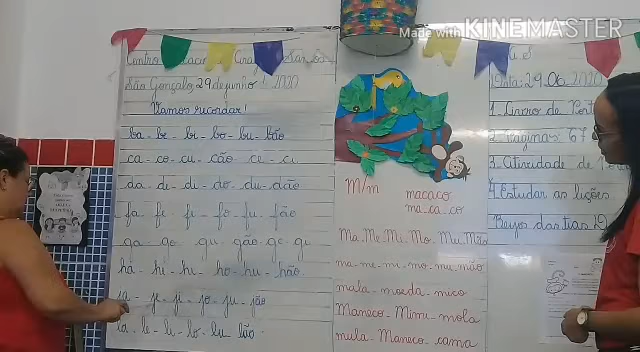 Made with KINEMASTER
São Gonçalo, 29 de junho 2020
Vamos recordar!
ba - be - bi - bo - bu - bão
ca - co - cu - cão - ce - ci
da - de - di - do - du - dão
fa - fe - fi - fo - fu - fão
ga - go - gu - gão - ge - gi
ha - he - hi - ho - hu - hão
ja - je - ji - jo - ju - jão
la - le - li - lo - lu - lão
M/m
macaco
ma-ca-co
Ma-Me-Mi-Mo-Mu-Mão
ma-me-mi-mo-mu-mão
mala - moeda - mico
Maneco - Mimi - mola
mula - Maneco - cama
Data: 29.06.2020
1. Livro de Port
2. Páginas: 67
3. Atividade de
4. Estudar as lições
Beijos das tias